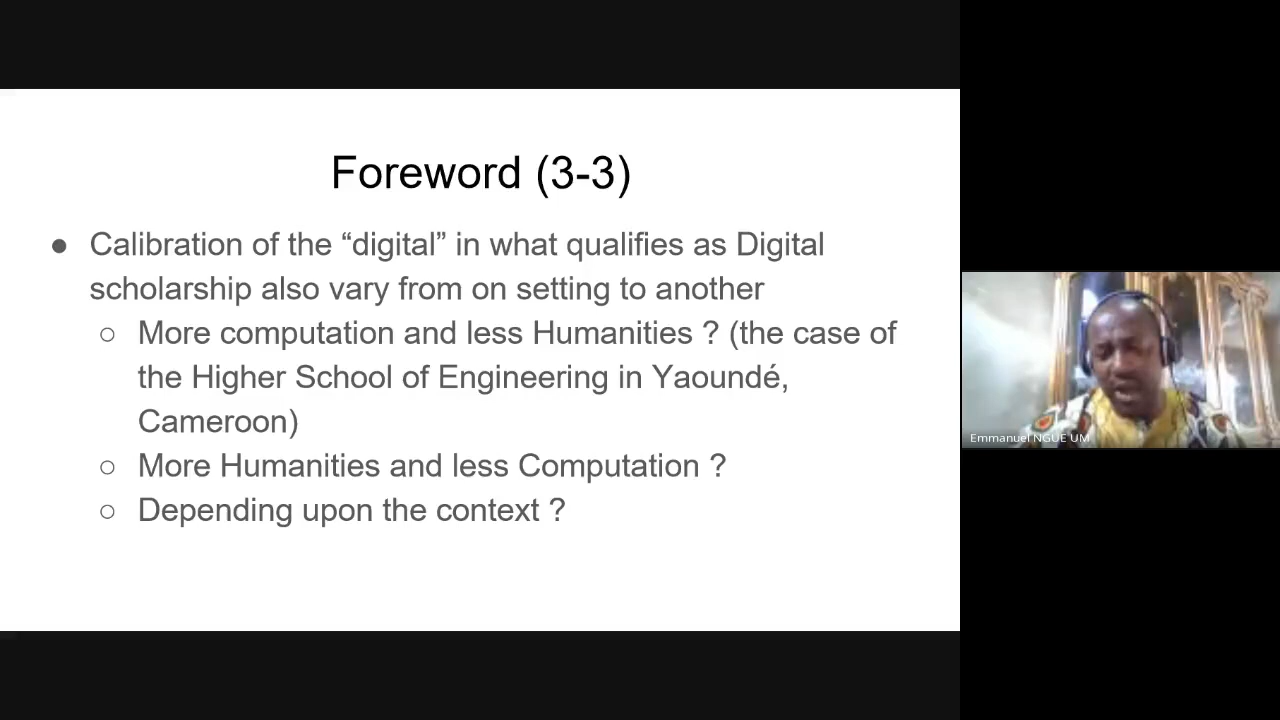 Foreword (3-3)
● Calibration of the “digital” in what qualifies as Digital
scholarship also vary from on setting to another
○ More computation and less Humanities ? (the case of
the Higher School of Engineering in Yaoundé,
Cameroon)
○ More Humanities and less Computation ?
○ Depending upon the context ?
Emmanuel NGUE UM